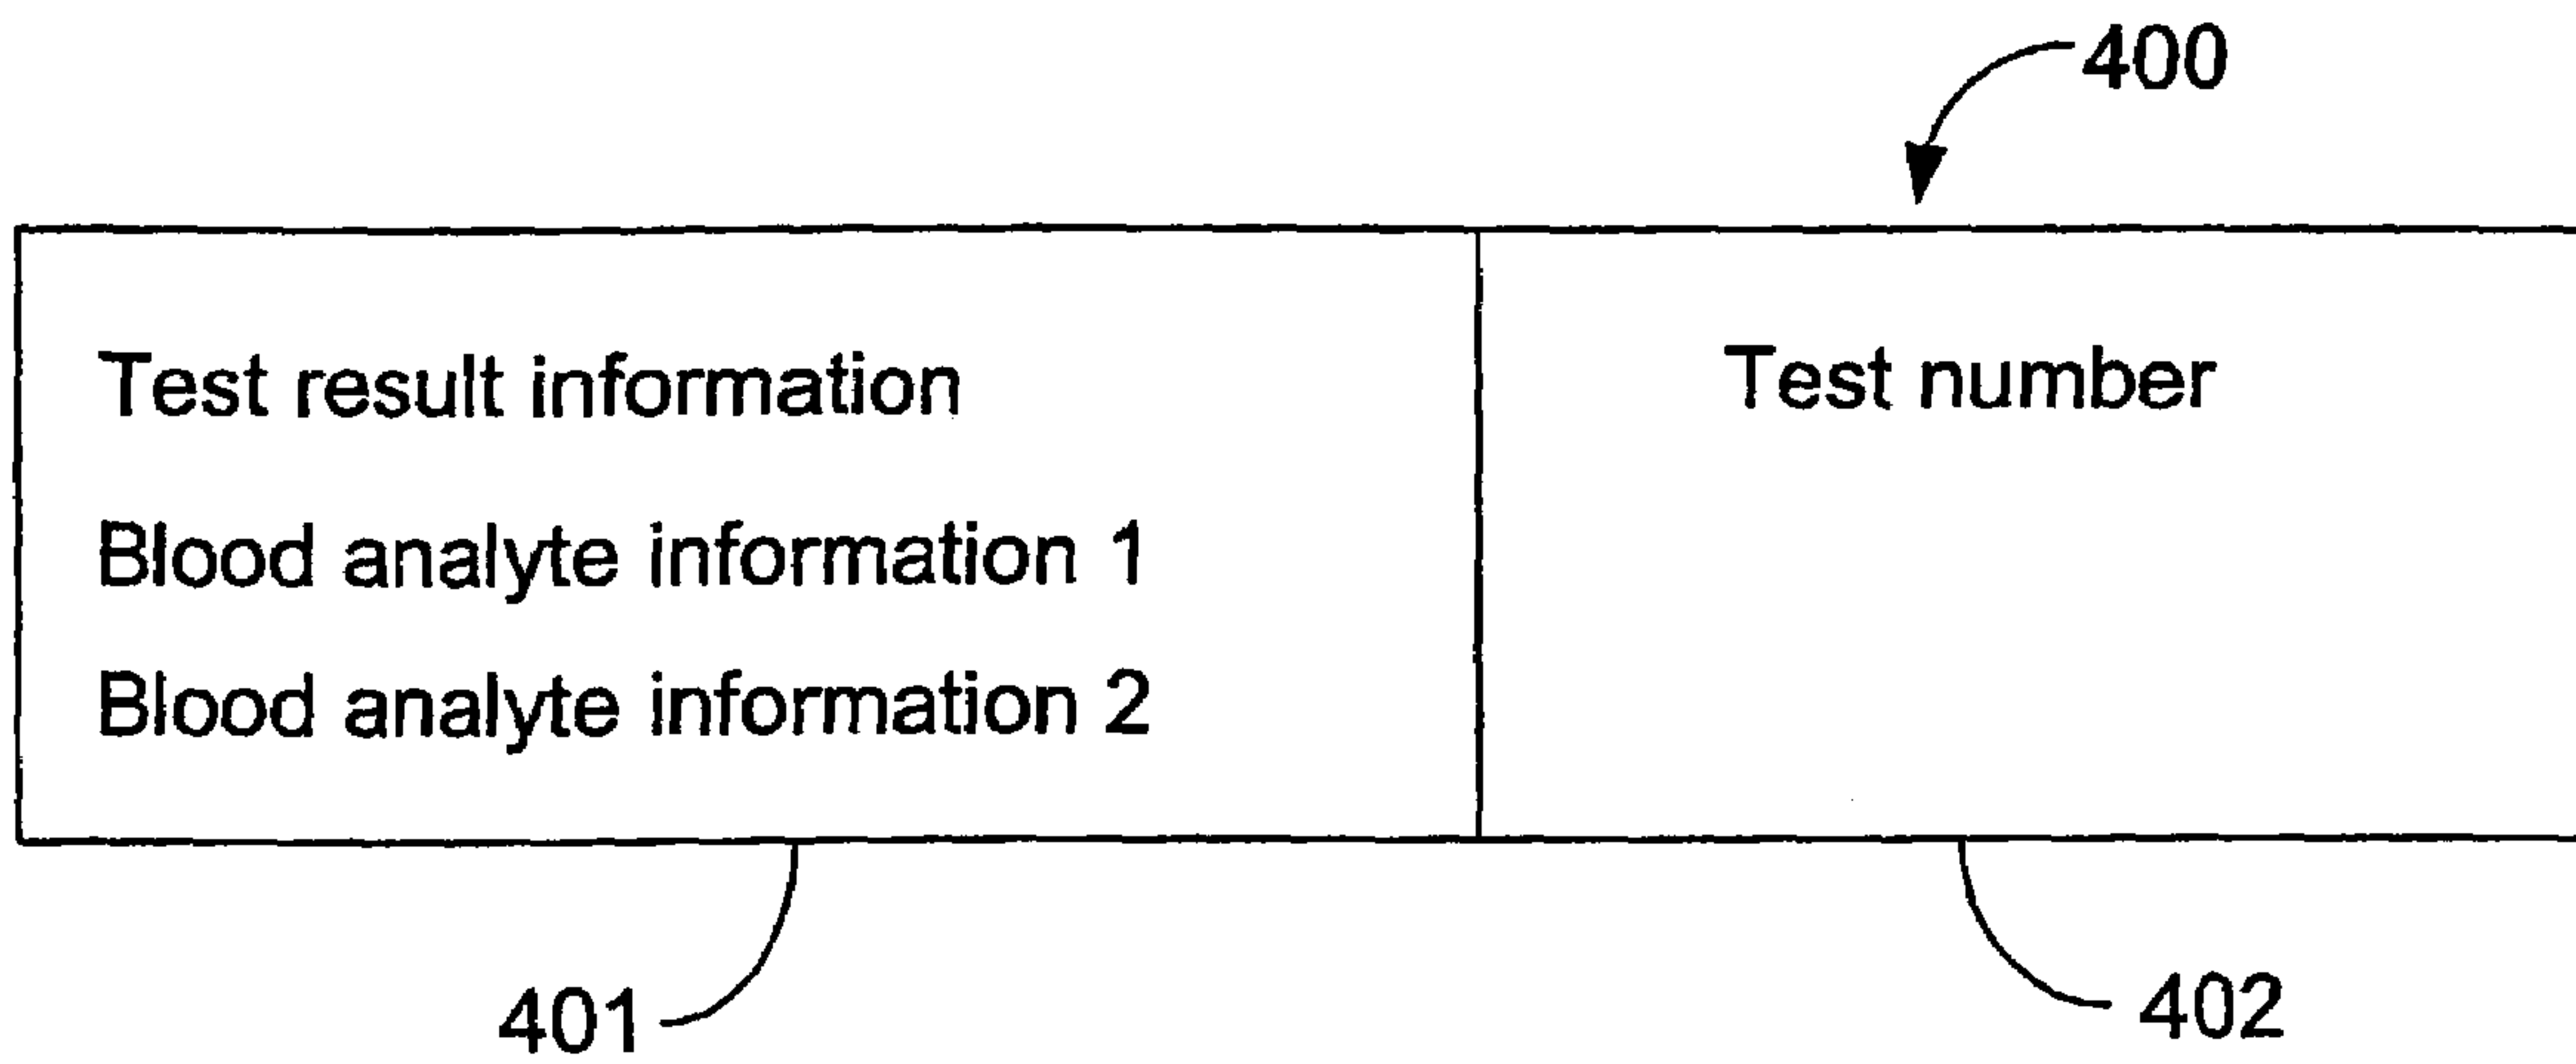 400
Test result information
Test number
Blood analyte information 1
Blood analyte information 2
401
402